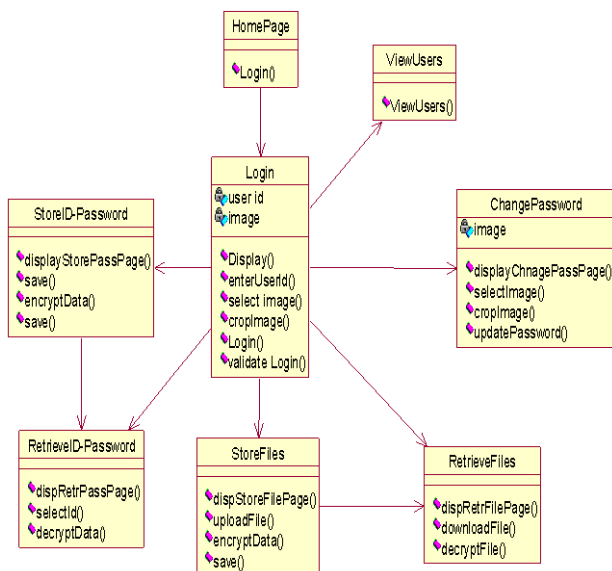 HomePage
Login()
ViewUsers
ViewUsers()
Login
user id
image
Display()
enterUserId()
select image()
cropImage()
Login()
validate Login()
StoreID-Password
displayStorePassPage()
save()
encryptData()
save()
ChangePassword
image
displayChnagePassPage()
selectImage()
cropImage()
updatePassword()
RetrieveID-Password
dispRetrPassPage()
selectId()
decryptData()
StoreFiles
dispStoreFilePage()
uploadFile()
encryptData()
save()
RetrieveFiles
dispRetrFilePage()
downloadFile()
decryptFile()